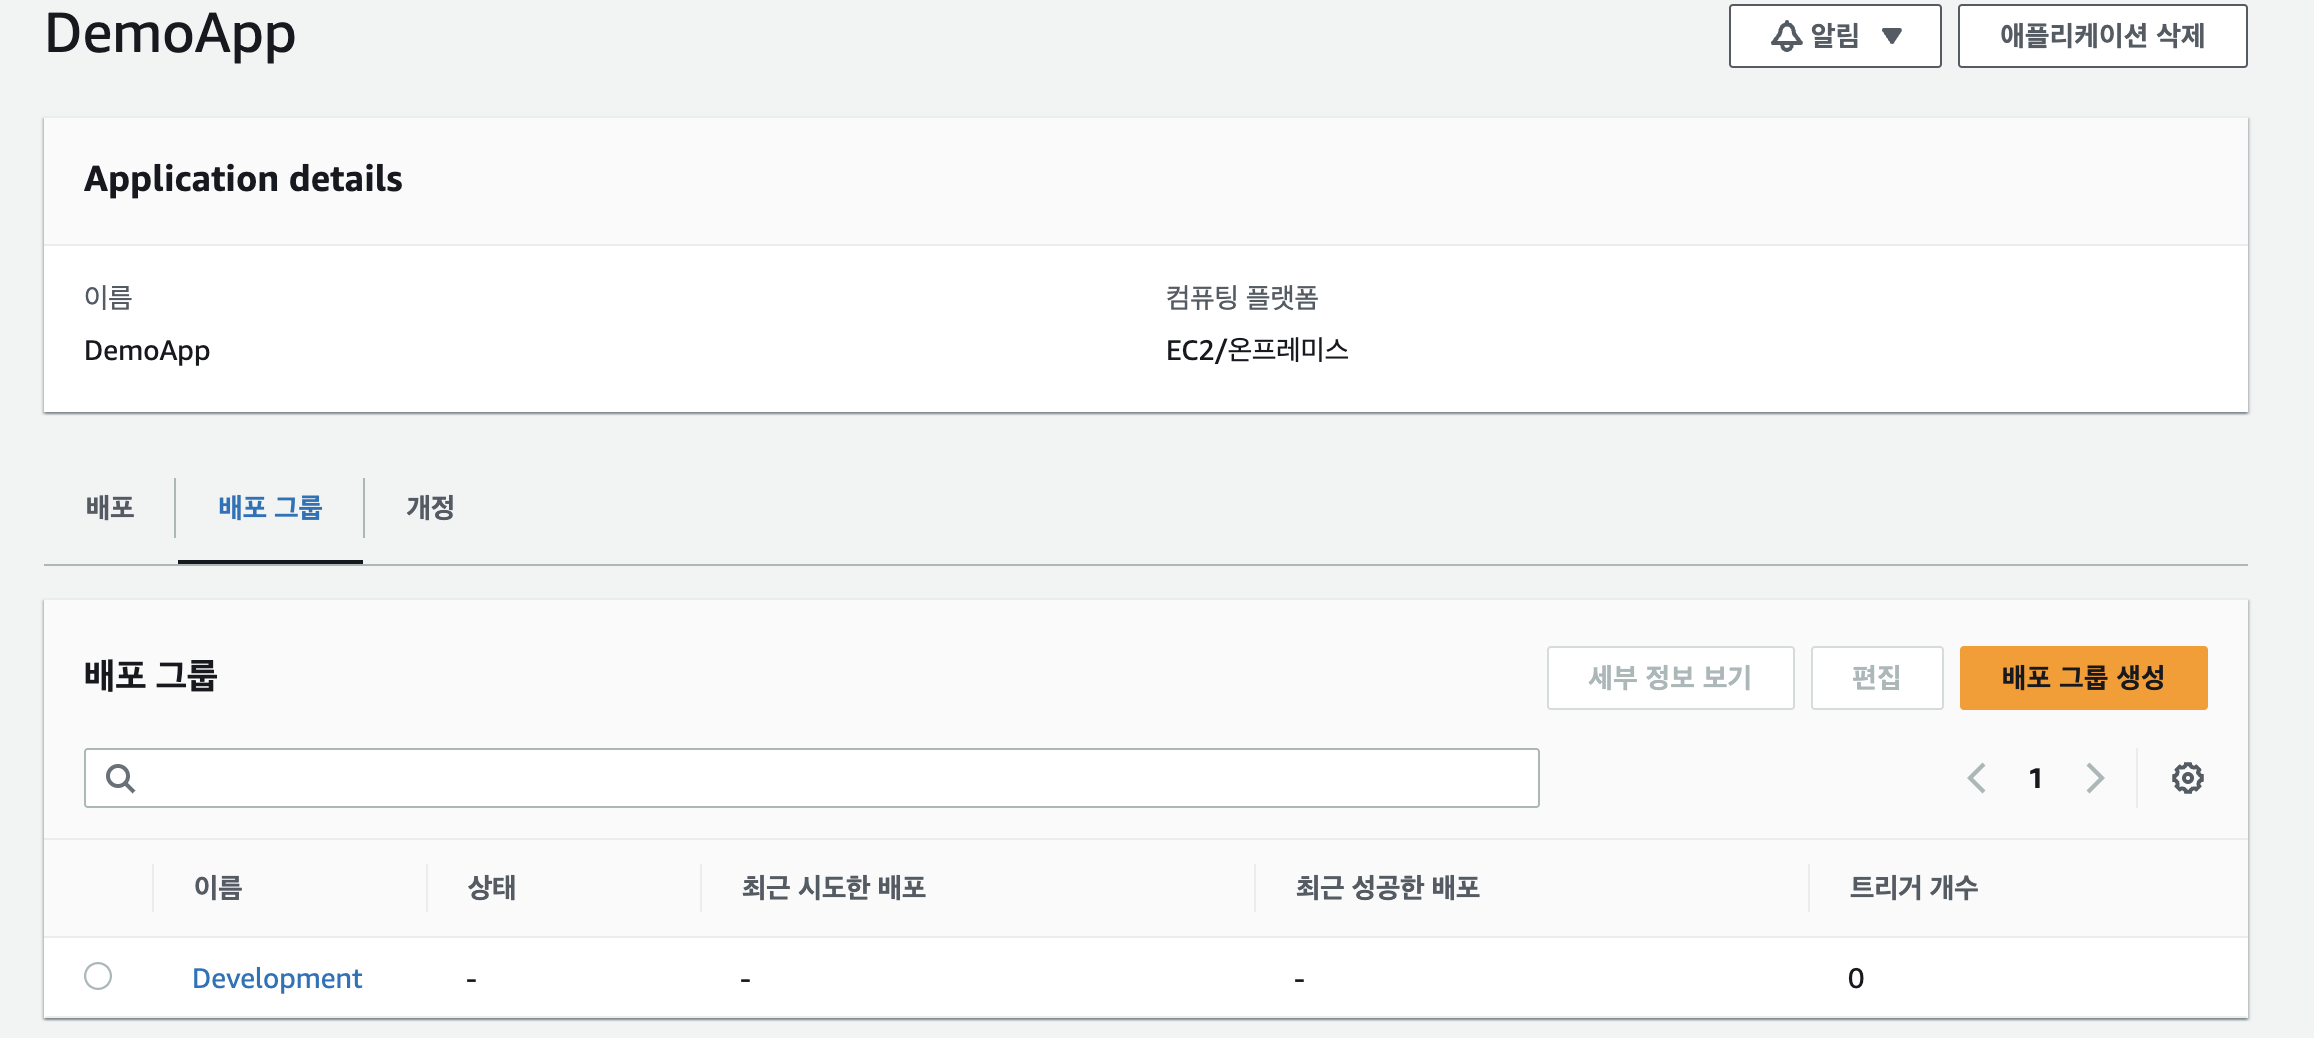 DemoApp
알림 ▼
애플리케이션 삭제
Application details
이름
컴퓨팅 플랫폼
DemoApp
EC2/온프레미스
배포
배포 그룹
개정
배포 그룹
세부 정보 보기
편집
배포 그룹 생성
1
이름 상태 최근 시도한 배포 최근 성공한 배포 트리거 개수
Development - - - 0